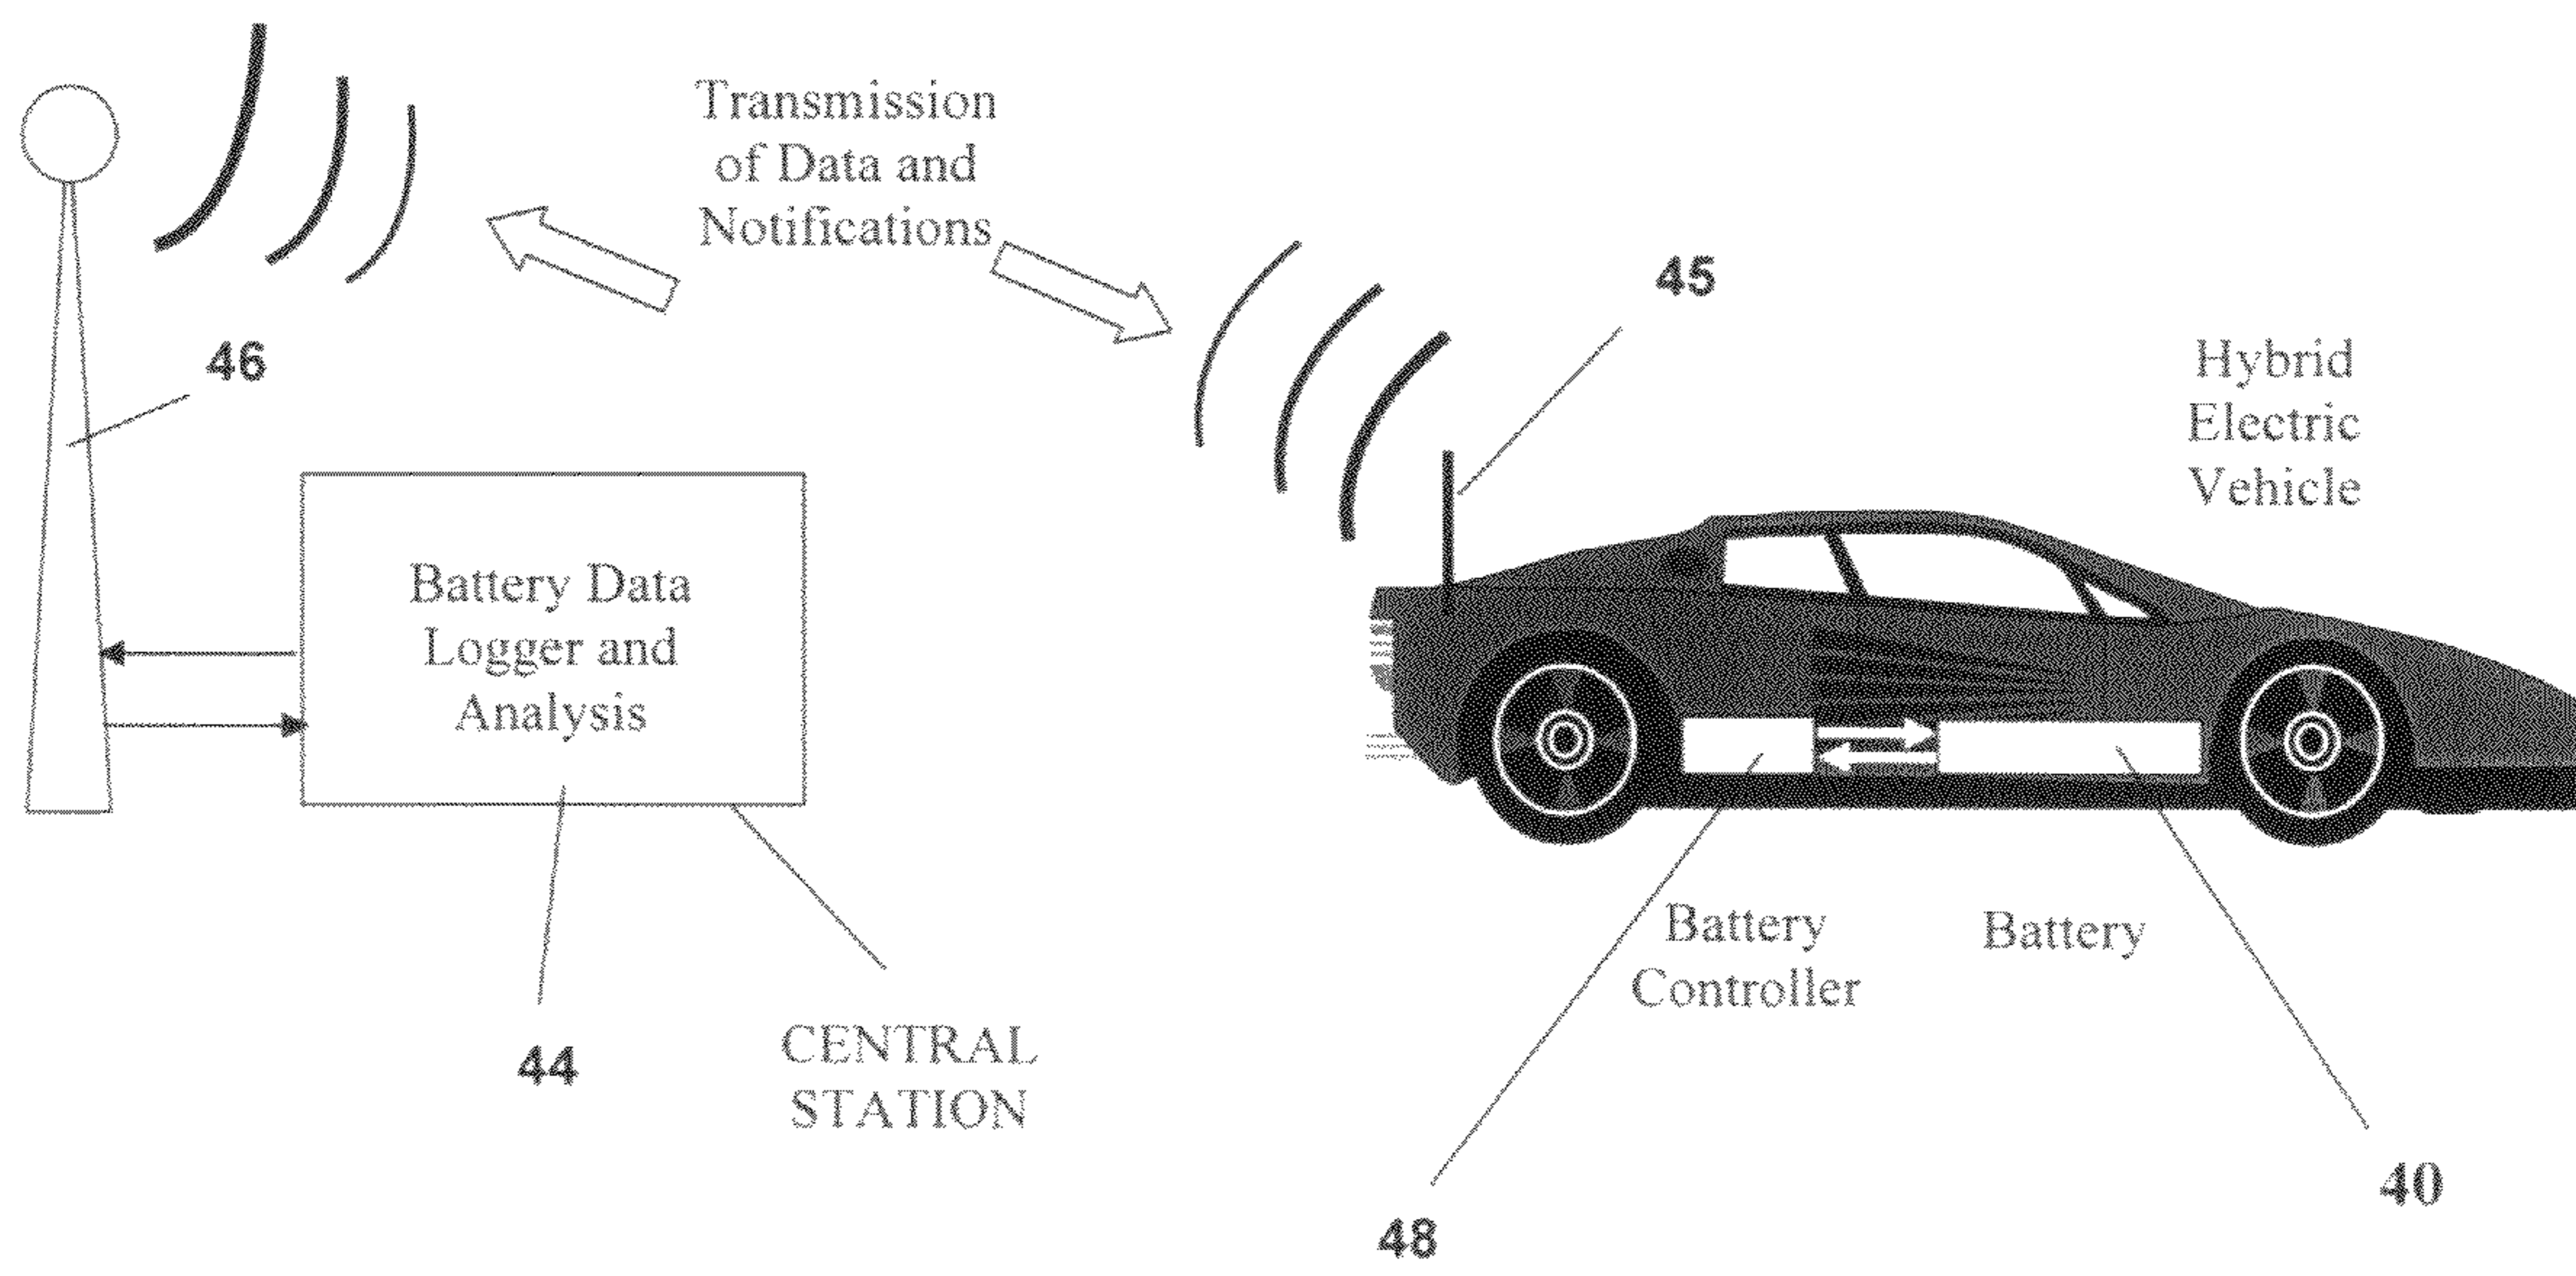 Transmission
of Data and
Notifications
45
46
Hybrid
Electric
Vehicle
Battery Data
Logger and
Analysis
Battery
Controller
Battery
44
CENTRAL
STATION
40
48